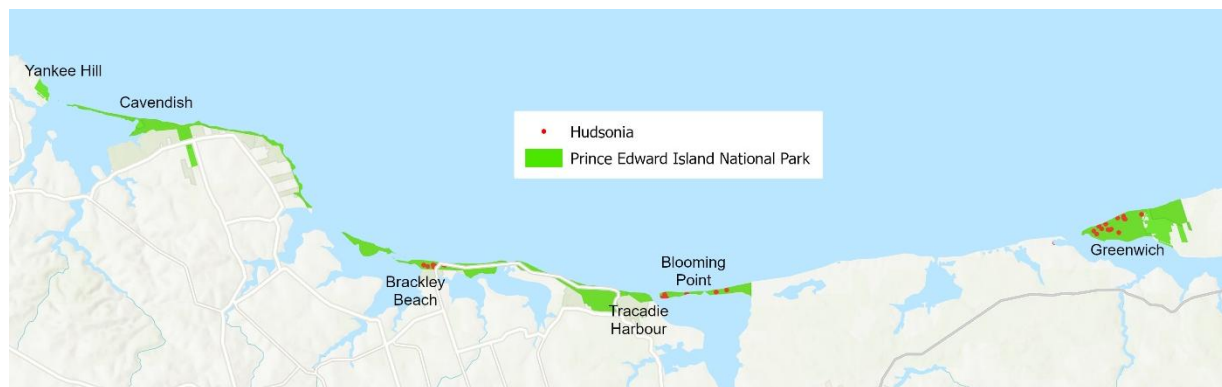 Yankee Hill
Cavendish
Hudsonia
Prince Edward Island National Park
Blooming
Point
Greenwich
Brackley
Beach
Tracadie
Harbour